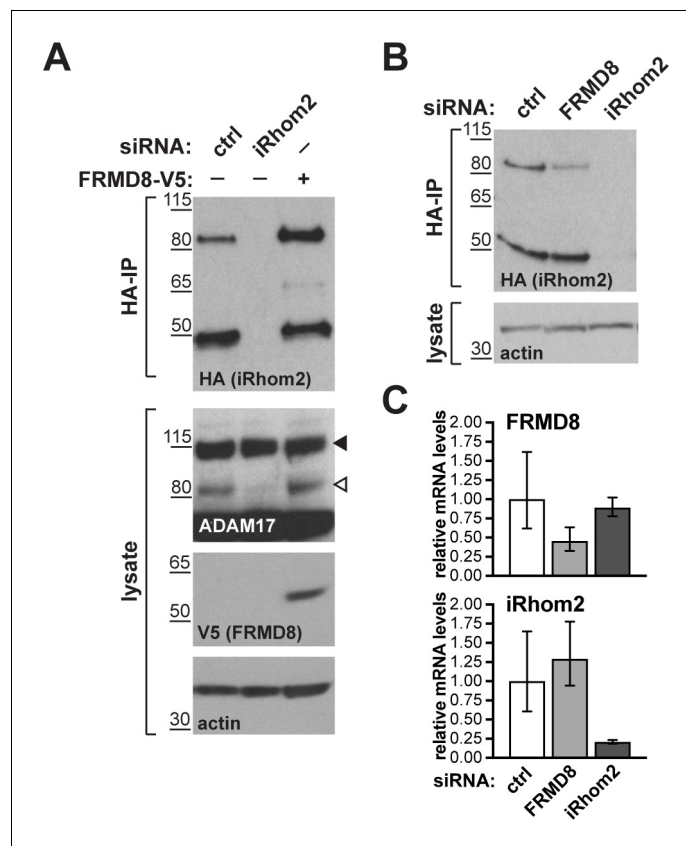 A
siRNA: ctrl iRhom2 –
FRMD8-V5: – – +
HA-IP
115
80
65
50
HA (iRhom2)
lysate
115
80
ADAM17
65
50
V5 (FRMD8)
30
actin
B
siRNA: ctrl FRMD8 iRhom2
HA-IP
115
80
65
50
HA (iRhom2)
lysate
30
actin
C
FRMD8
relative mRNA levels
2.00
1.75
1.50
1.25
1.00
0.75
0.50
0.25
0.00
iRhom2
relative mRNA levels
2.00
1.75
1.50
1.25
1.00
0.75
0.50
0.25
0.00
siRNA: ctrl FRMD8 iRhom2